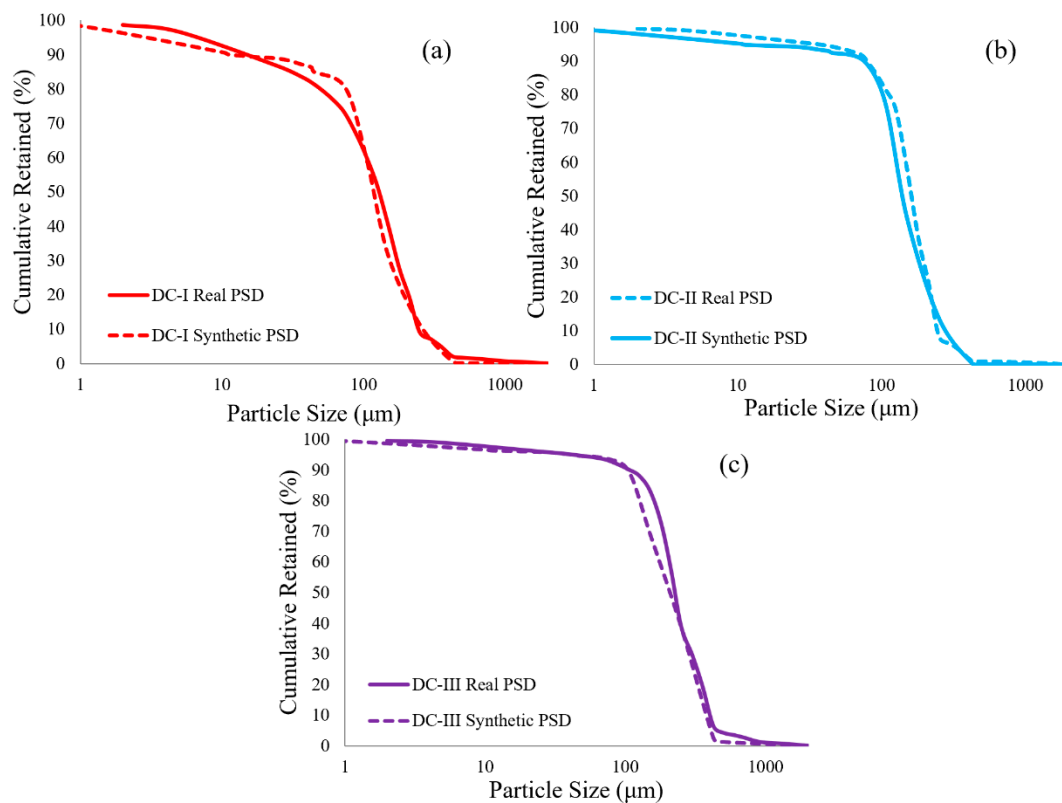 (a)
Cumulative Retained (%)
100
90
80
70
60
50
40
30
20
10
0
DC-I Real PSD
DC-I Synthetic PSD
1 10 100 1000
Particle Size (μm)
(b)
Cumulative Retained (%)
100
90
80
70
60
50
40
30
20
10
0
DC-II Real PSD
DC-II Synthetic PSD
1 10 100 1000
Particle Size (μm)
(c)
Cumulative Retained (%)
100
90
80
70
60
50
40
30
20
10
0
DC-III Real PSD
DC-III Synthetic PSD
1 10 100 1000
Particle Size (μm)